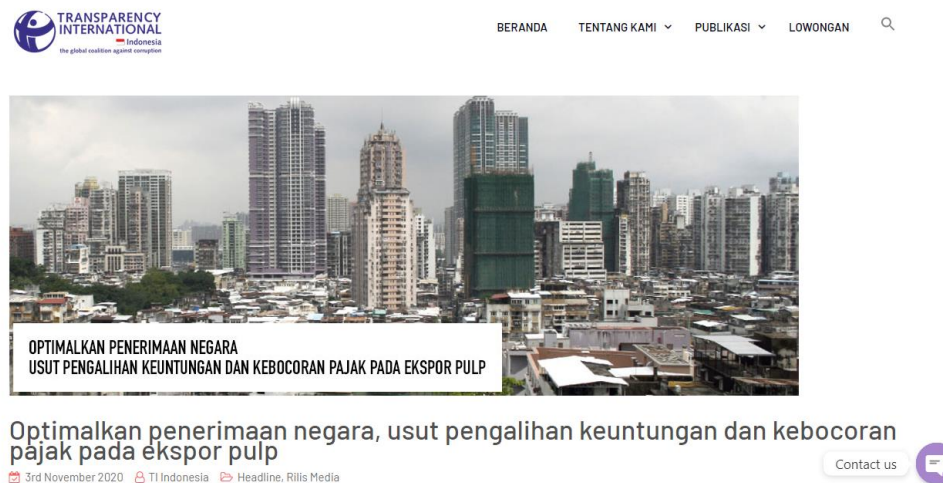 TRANSPARENCY
INTERNATIONAL
Indonesia
the global coalition against corruption
BERANDA TENTANG KAMI PUBLIKASI LOWONGAN
OPTIMALKAN PENERIMAAN NEGARA
USUT PENGALIHAN KEUNTUNGAN DAN KEBOCORAN PAJAK PADA EKSPOR PULP
Optimalkan penerimaan negara, usut pengalihan keuntungan dan kebocoran
pajak pada ekspor pulp
3rd November 2020 TI Indonesia Headline, Rilis Media
Contact us